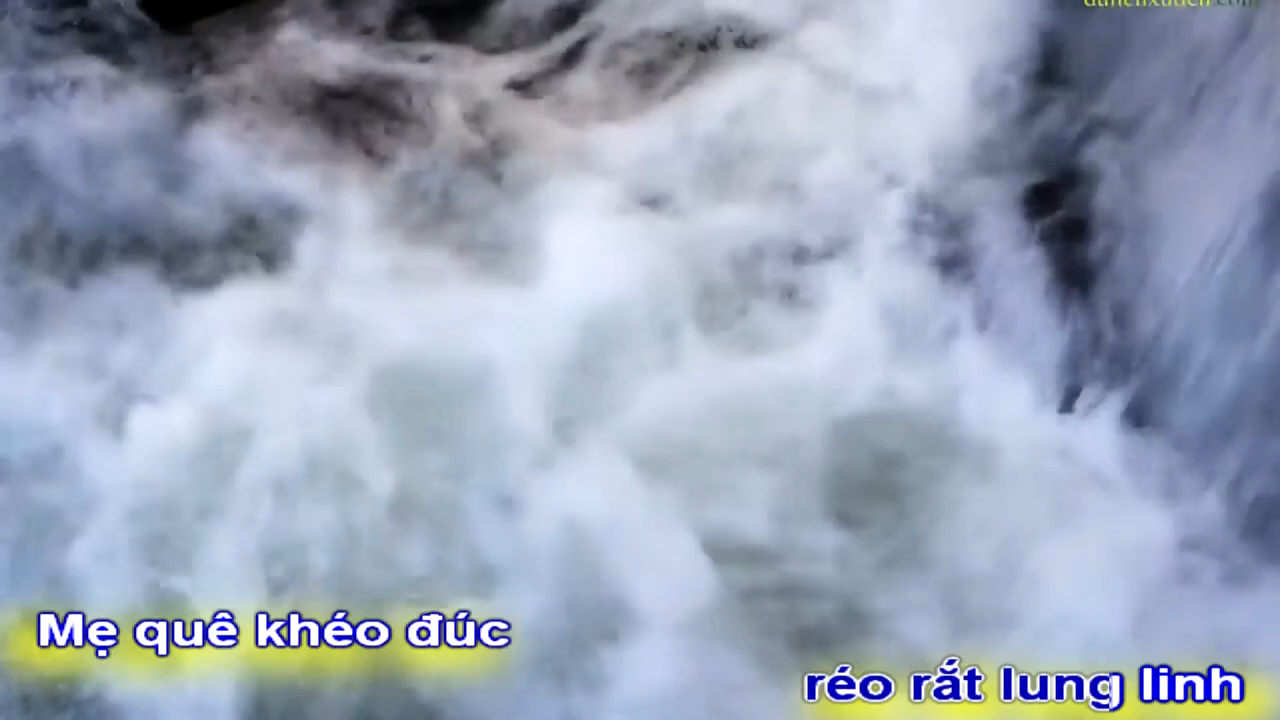 Mẹ quê khéo đúc
réo rắt lung linh